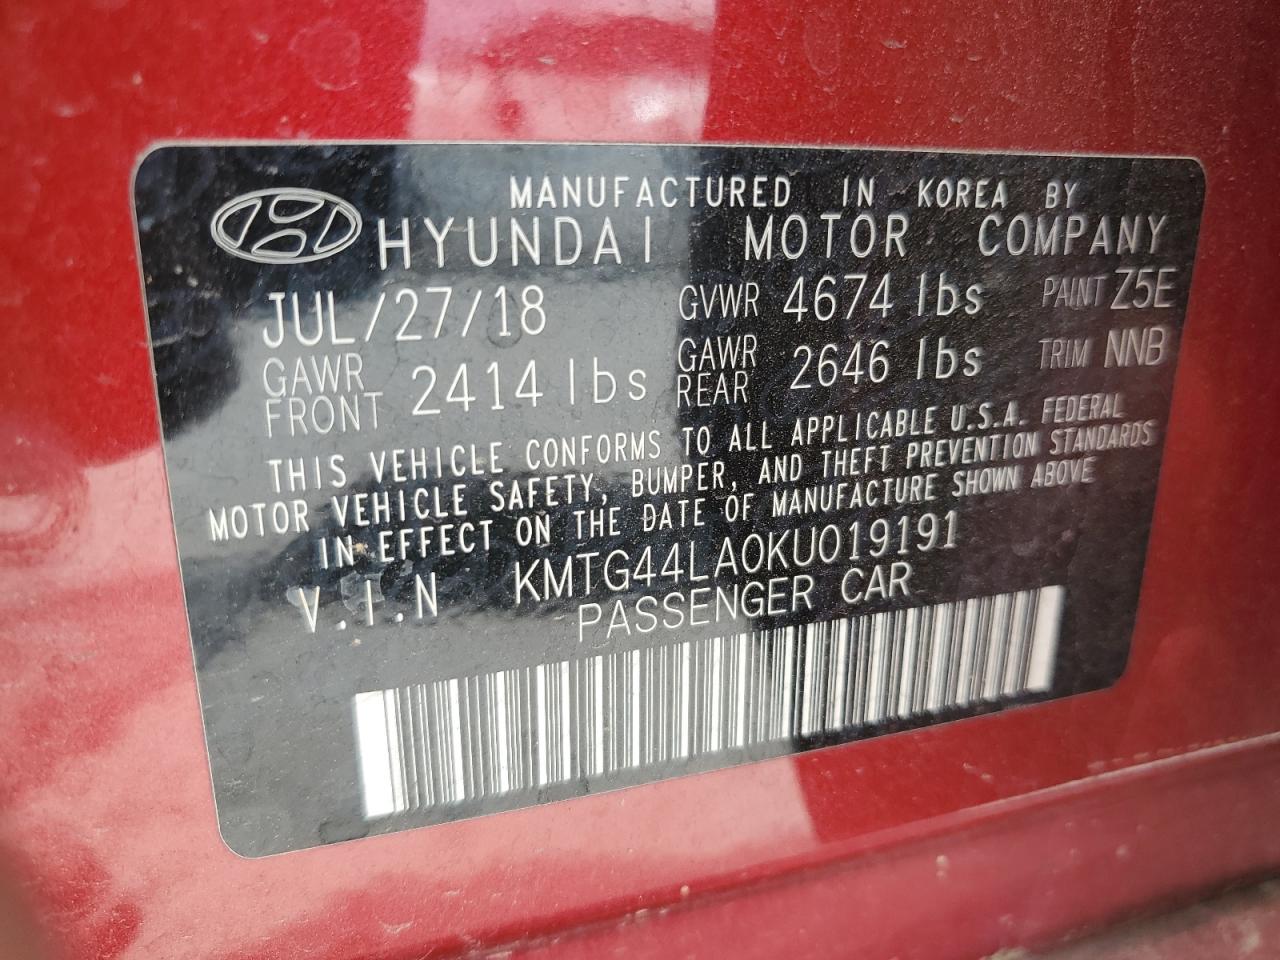 MANUFACTURED IN KOREA BY
HYUNDAI MOTOR COMPANY
JUL/27/18 GVWR 4674 lbs PAINT Z5E
GAWR FRONT 2414 lbs GAWR REAR 2646 lbs TRIM NNB
THIS VEHICLE CONFORMS TO ALL APPLICABLE U.S.A. FEDERAL
MOTOR VEHICLE SAFETY, BUMPER, AND THEFT PREVENTION STANDARDS
IN EFFECT ON THE DATE OF MANUFACTURE SHOWN ABOVE
V.I.N KMTG44LA0KU019191
PASSENGER CAR